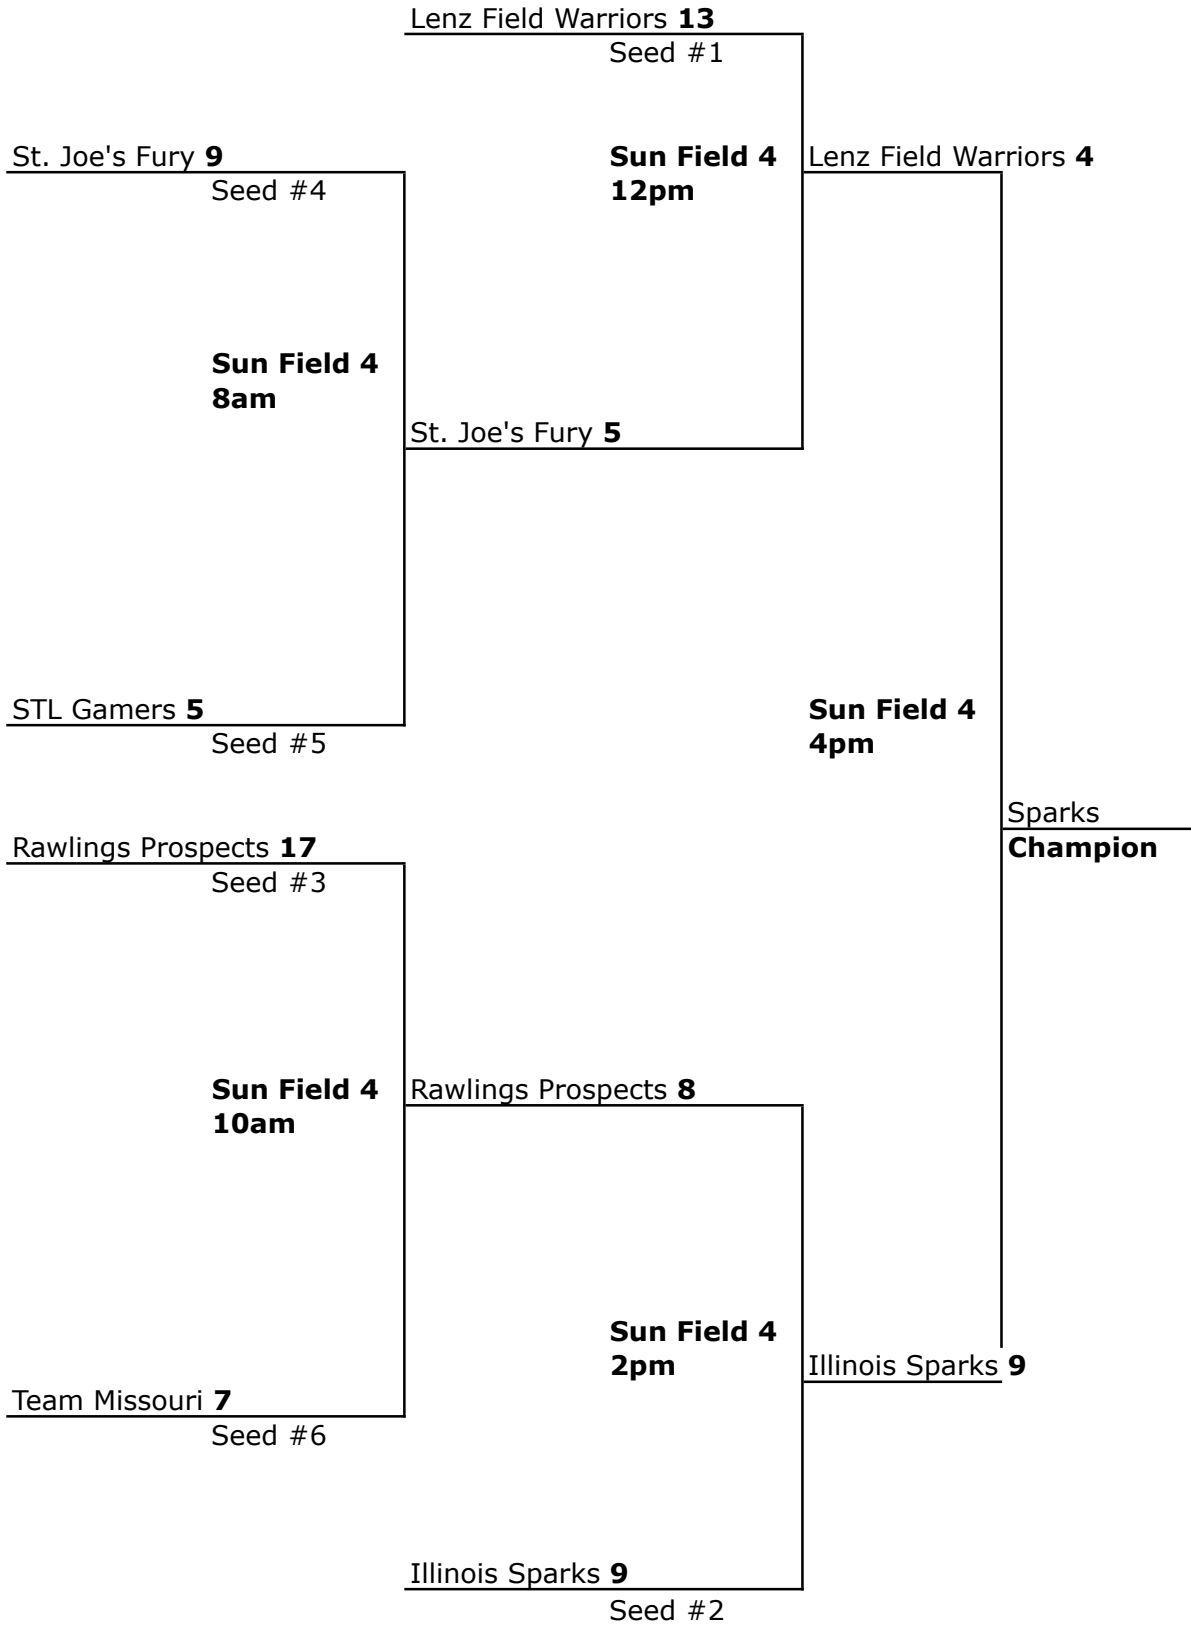 Lenz Field Warriors 13
Seed #1
St. Joe's Fury 9
Seed #4
Sun Field 4
12pm
Lenz Field Warriors 4
Sun Field 4
8am
St. Joe's Fury 5
STL Gamers 5
Seed #5
Sun Field 4
4pm
Sparks
Champion
Rawlings Prospects 17
Seed #3
Sun Field 4
10am
Rawlings Prospects 8
Sun Field 4
2pm
Illinois Sparks 9
Team Missouri 7
Seed #6
Illinois Sparks 9
Seed #2